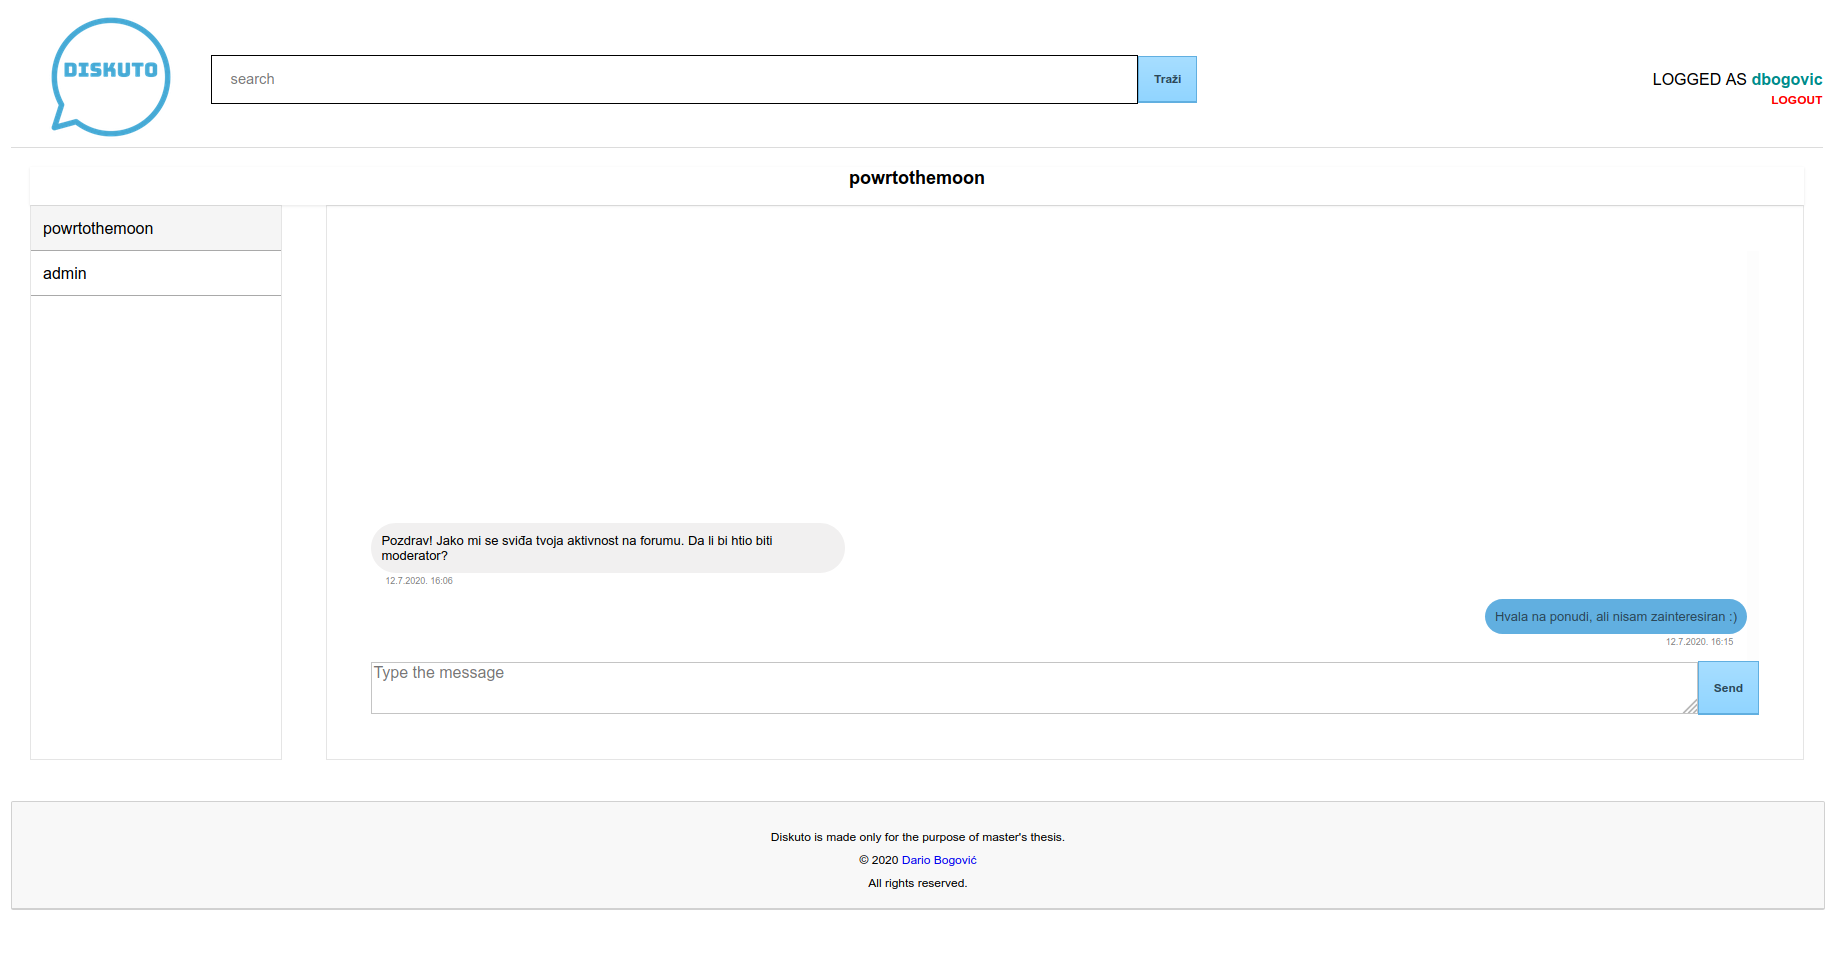 DISKUTO
search
Traži
LOGGED AS dbogovic
LOGOUT
powrtothemoon
powrtothemoon
admin
Pozdrav! Jako mi se sviđa tvoja aktivnost na forumu. Da li bi htio biti
moderator?
12.7.2020. 16:06
Hvala na ponudi, ali nisam zainteresiran :)
12.7.2020. 16:15
Type the message
Send
Diskuto is made only for the purpose of master's thesis.
© 2020 Dario Bogović
All rights reserved.